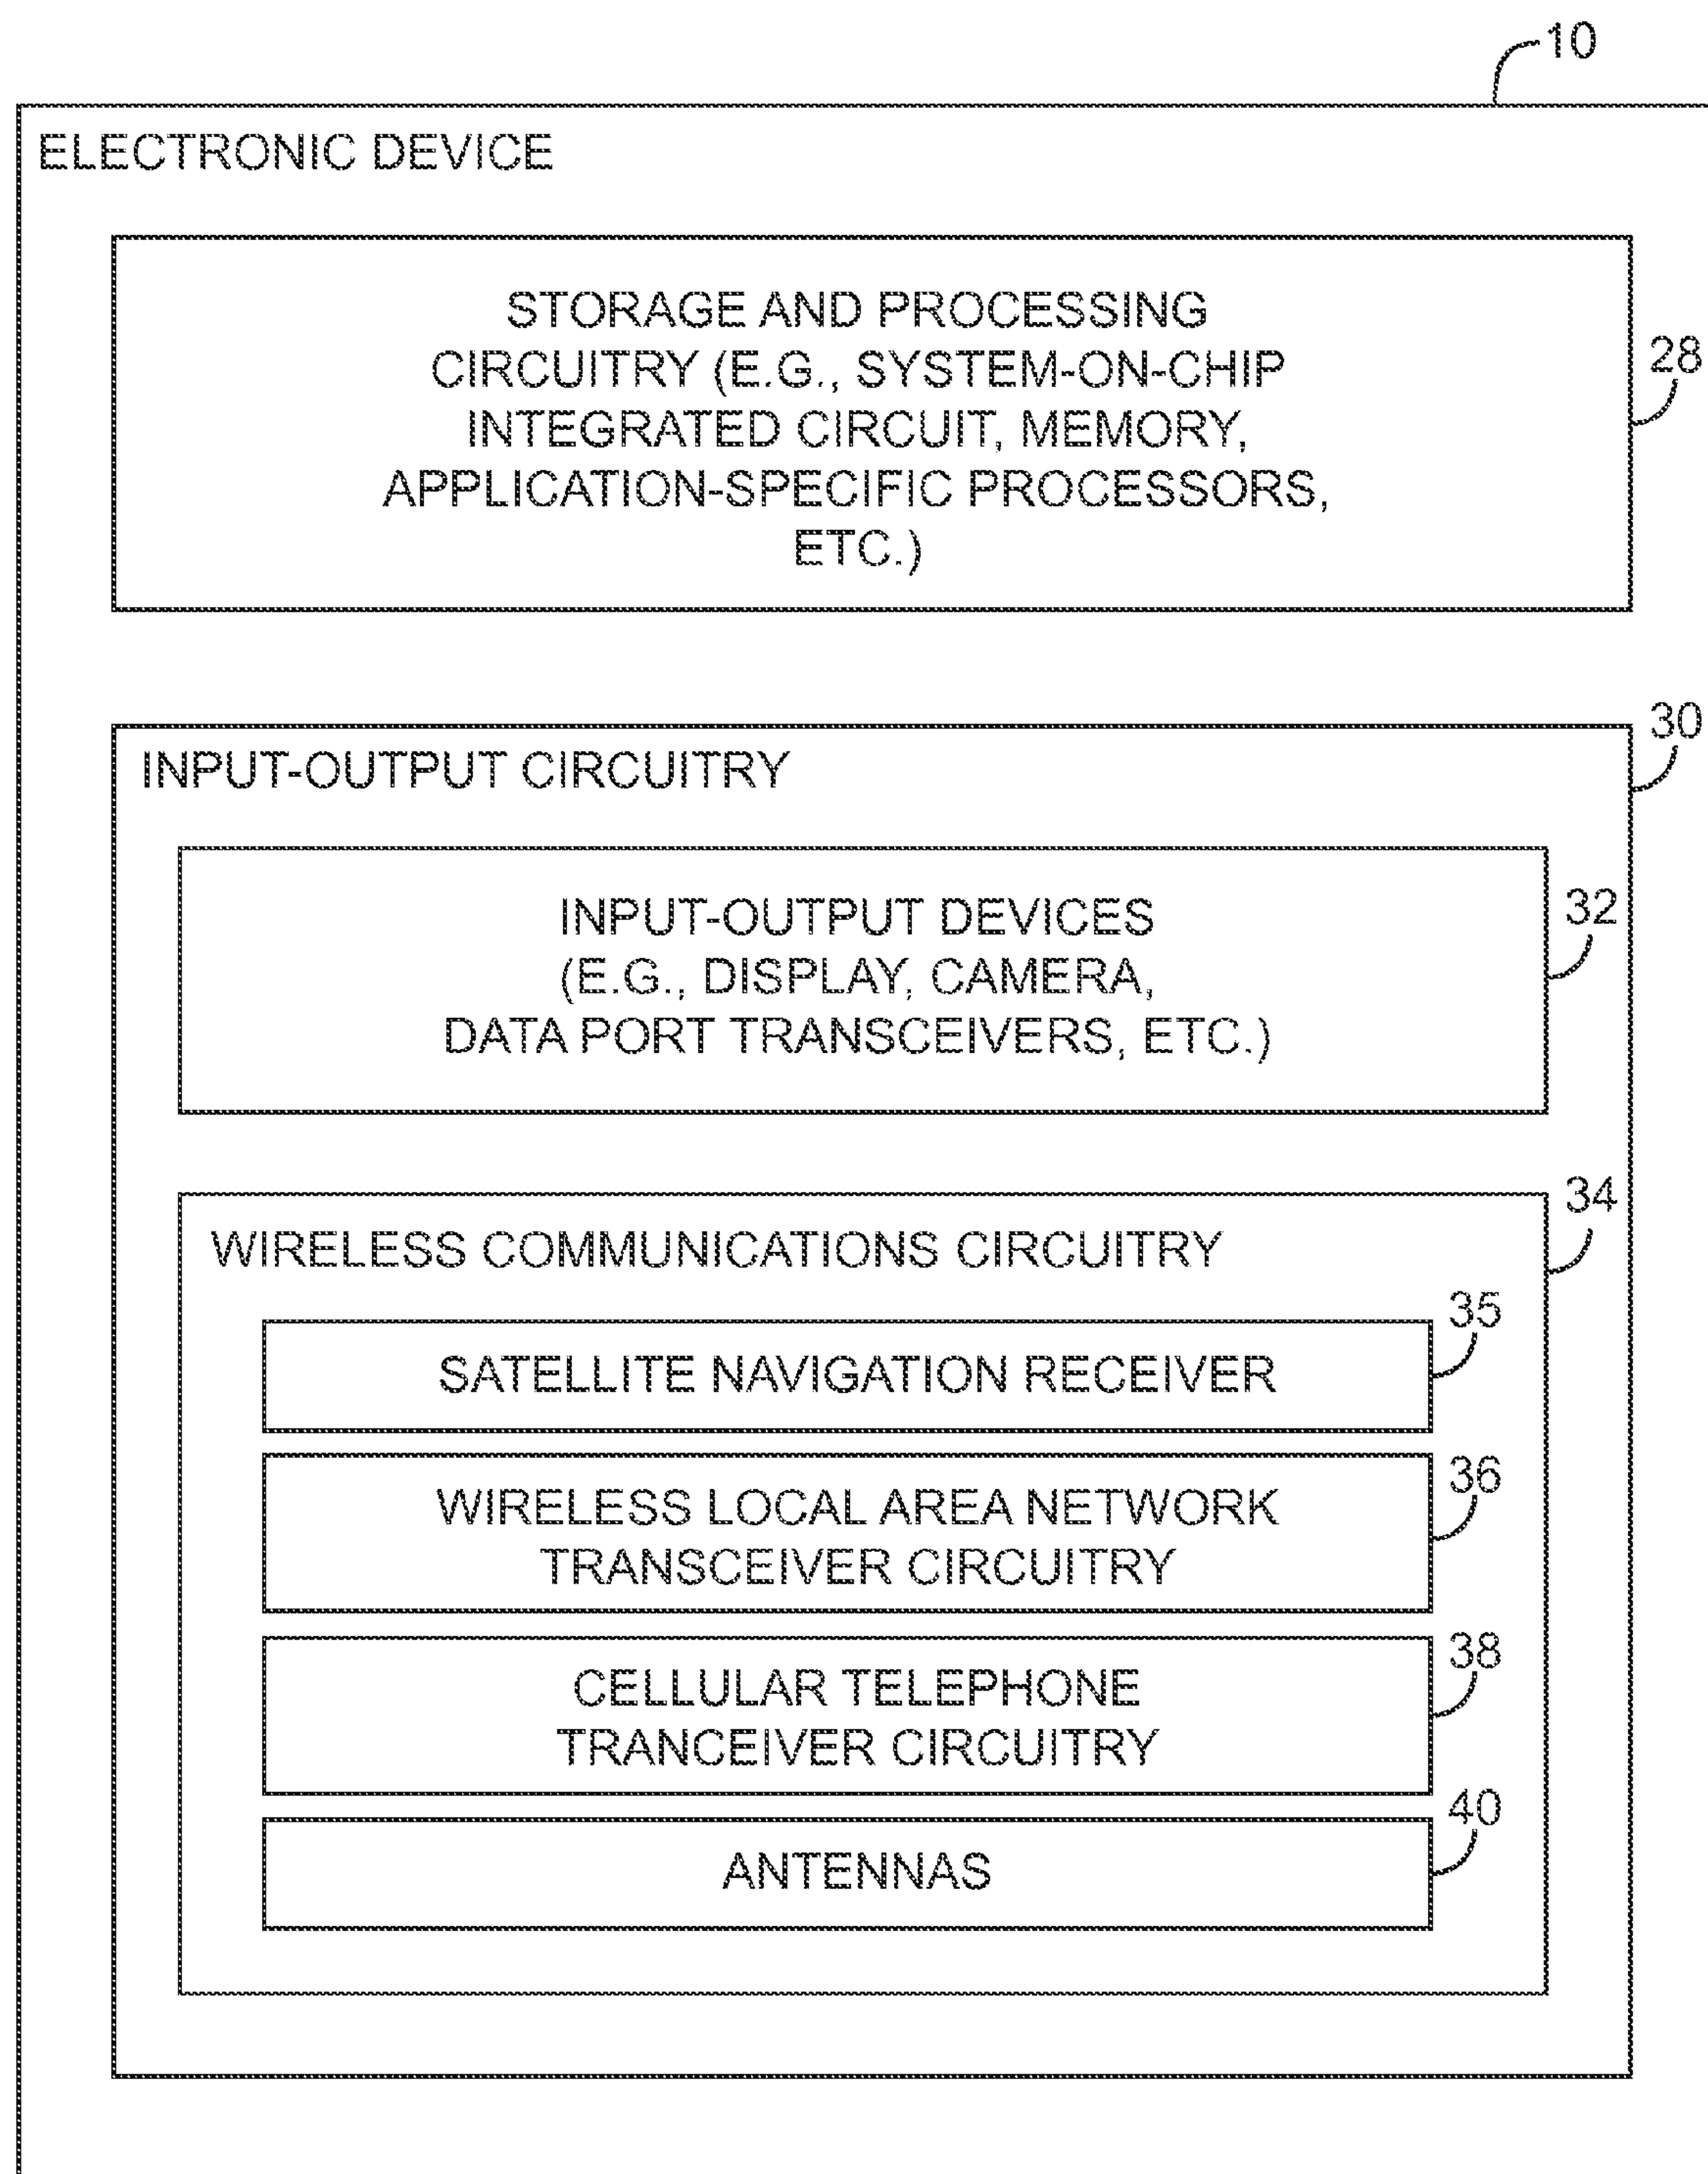 10
ELECTRONIC DEVICE
STORAGE AND PROCESSING
CIRCUITRY (E.G., SYSTEM-ON-CHIP
INTEGRATED CIRCUIT, MEMORY,
APPLICATION-SPECIFIC PROCESSORS,
ETC.)
28
30
INPUT-OUTPUT CIRCUITRY
INPUT-OUTPUT DEVICES
(E.G., DISPLAY, CAMERA,
DATA PORT TRANSCEIVERS, ETC.)
32
34
WIRELESS COMMUNICATIONS CIRCUITRY
35
SATELLITE NAVIGATION RECEIVER
36
WIRELESS LOCAL AREA NETWORK
TRANSCEIVER CIRCUITRY
38
CELLULAR TELEPHONE
TRANCEIVER CIRCUITRY
40
ANTENNAS